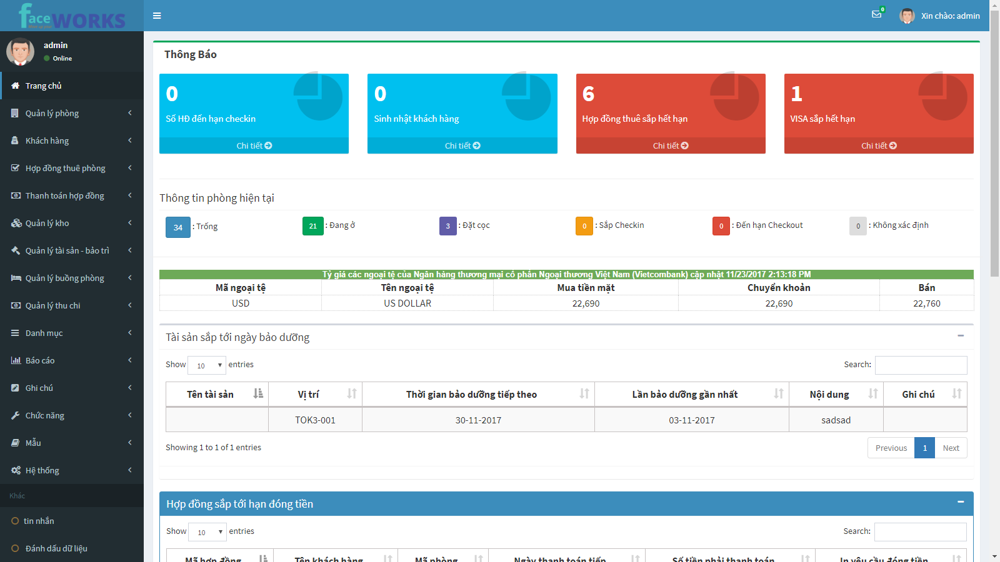 faceWORKS
0
Xin chào: admin
admin
Online
Trang chủ
Quản lý phòng
Khách hàng
Hợp đồng thuê phòng
Thanh toán hợp đồng
Quản lý kho
Quản lý tài sản - bảo trì
Quản lý buồng phòng
Quản lý thu chi
Danh mục
Báo cáo
Ghi chú
Chức năng
Mẫu
Hệ thống
Khác
tin nhắn
Đánh dấu dữ liệu
Thông Báo
0
Số HĐ đến hạn checkin
Chi tiết
0
Sinh nhật khách hàng
Chi tiết
6
Hợp đồng thuê sắp hết hạn
Chi tiết
1
VISA sắp hết hạn
Chi tiết
Thông tin phòng hiện tại
34 : Trống
21 : Đang ở
3 : Đặt cọc
0 : Sắp Checkin
0 : Đến hạn Checkout
0 : Không xác định
Tỷ giá các ngoại tệ của Ngân hàng thương mại cổ phần Ngoại thương Việt Nam (Vietcombank) cập nhật 11/23/2017 2:13:18 PM
Mã ngoại tệ Tên ngoại tệ Mua tiền mặt Chuyển khoản Bán
USD US DOLLAR 22,690 22,690 22,760
Tài sản sắp tới ngày bảo dưỡng
Show 10 entries Search:
Tên tài sản Vị trí Thời gian bảo dưỡng tiếp theo Lần bảo dưỡng gần nhất Nội dung Ghi chú
TOK3-001 30-11-2017 03-11-2017 sadsad
Showing 1 to 1 of 1 entries Previous 1 Next
Hợp đồng sắp tới hạn đóng tiền
Show 10 entries Search:
Mã hợp đồng Tên khách hàng Mã phòng Ngày thanh toán tiếp Số tiền phải thanh toán In yêu cầu đóng tiền